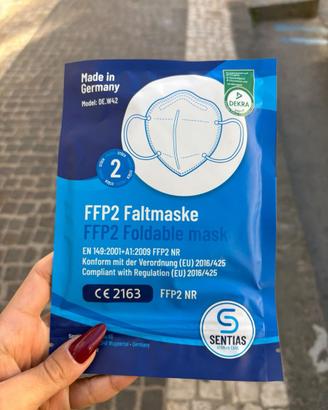 Made in
Germany
Model: DE.W42
DEKRA
2
FFP2 Faltmaske
FFP2 Foldable mask
EN 149:2001+A1:2009 FFP2 NR
Konform mit der Verordnung (EU) 2016/425
Compliant with Regulation (EU) 2016/425
CE 2163 FFP2 NR
S
SENTIAS
Wuppertal • Germany